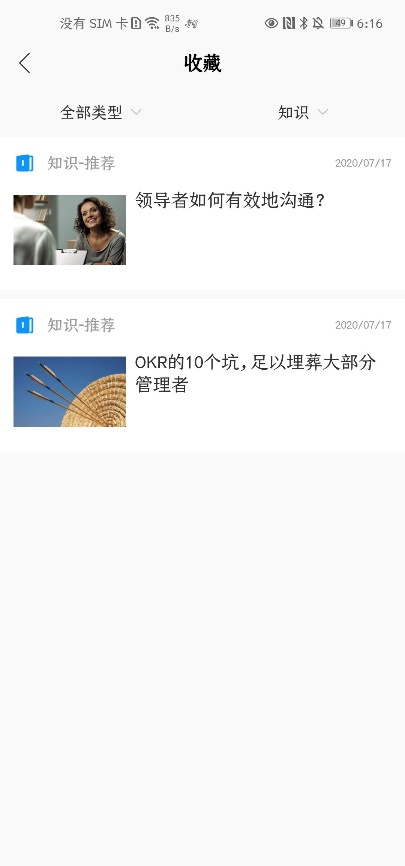 没有 SIM 卡 835 B/s 49 6:16
收藏
全部类型 知识
知识-推荐 2020/07/17
领导者如何有效地沟通？
知识-推荐 2020/07/17
OKR的10个坑，足以埋葬大部分
管理者